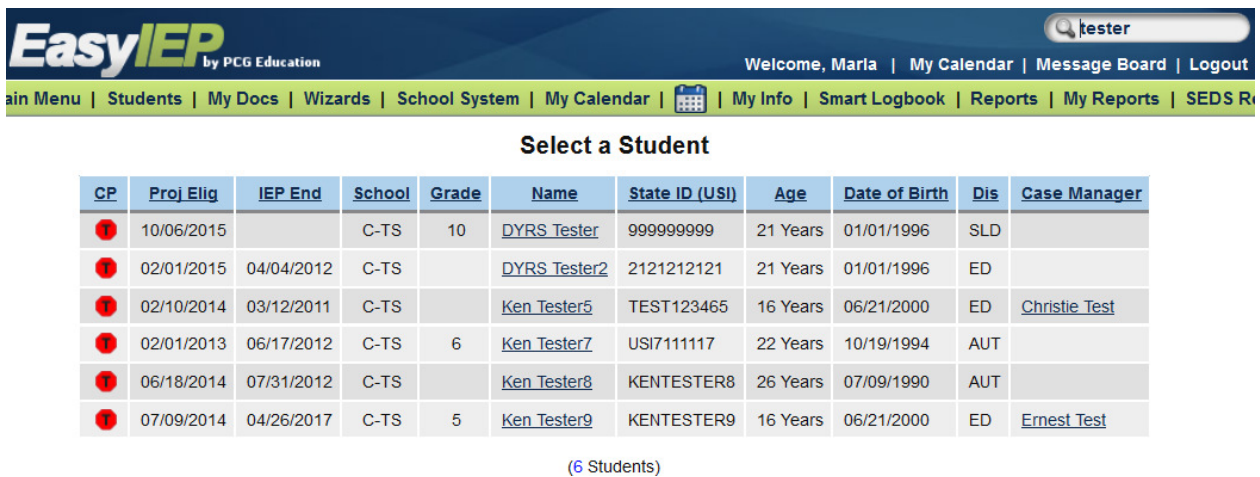 tester
EasyIEP by PCG Education
Welcome, Marla | My Calendar | Message Board | Logout
ain Menu | Students | My Docs | Wizards | School System | My Calendar | | My Info | Smart Logbook | Reports | My Reports | SEDS R
Select a Student
CP Proj Elig IEP End School Grade Name State ID (USI) Age Date of Birth Dis Case Manager
T 10/06/2015 C-TS 10 DYRS Tester 999999999 21 Years 01/01/1996 SLD
T 02/01/2015 04/04/2012 C-TS DYRS Tester2 2121212121 21 Years 01/01/1996 ED
T 02/10/2014 03/12/2011 C-TS Ken Tester5 TEST123465 16 Years 06/21/2000 ED Christie Test
T 02/01/2013 06/17/2012 C-TS 6 Ken Tester7 USI7111117 22 Years 10/19/1994 AUT
T 06/18/2014 07/31/2012 C-TS Ken Tester8 KENTESTER8 26 Years 07/09/1990 AUT
T 07/09/2014 04/26/2017 C-TS 5 Ken Tester9 KENTESTER9 16 Years 06/21/2000 ED Ernest Test
(6 Students)